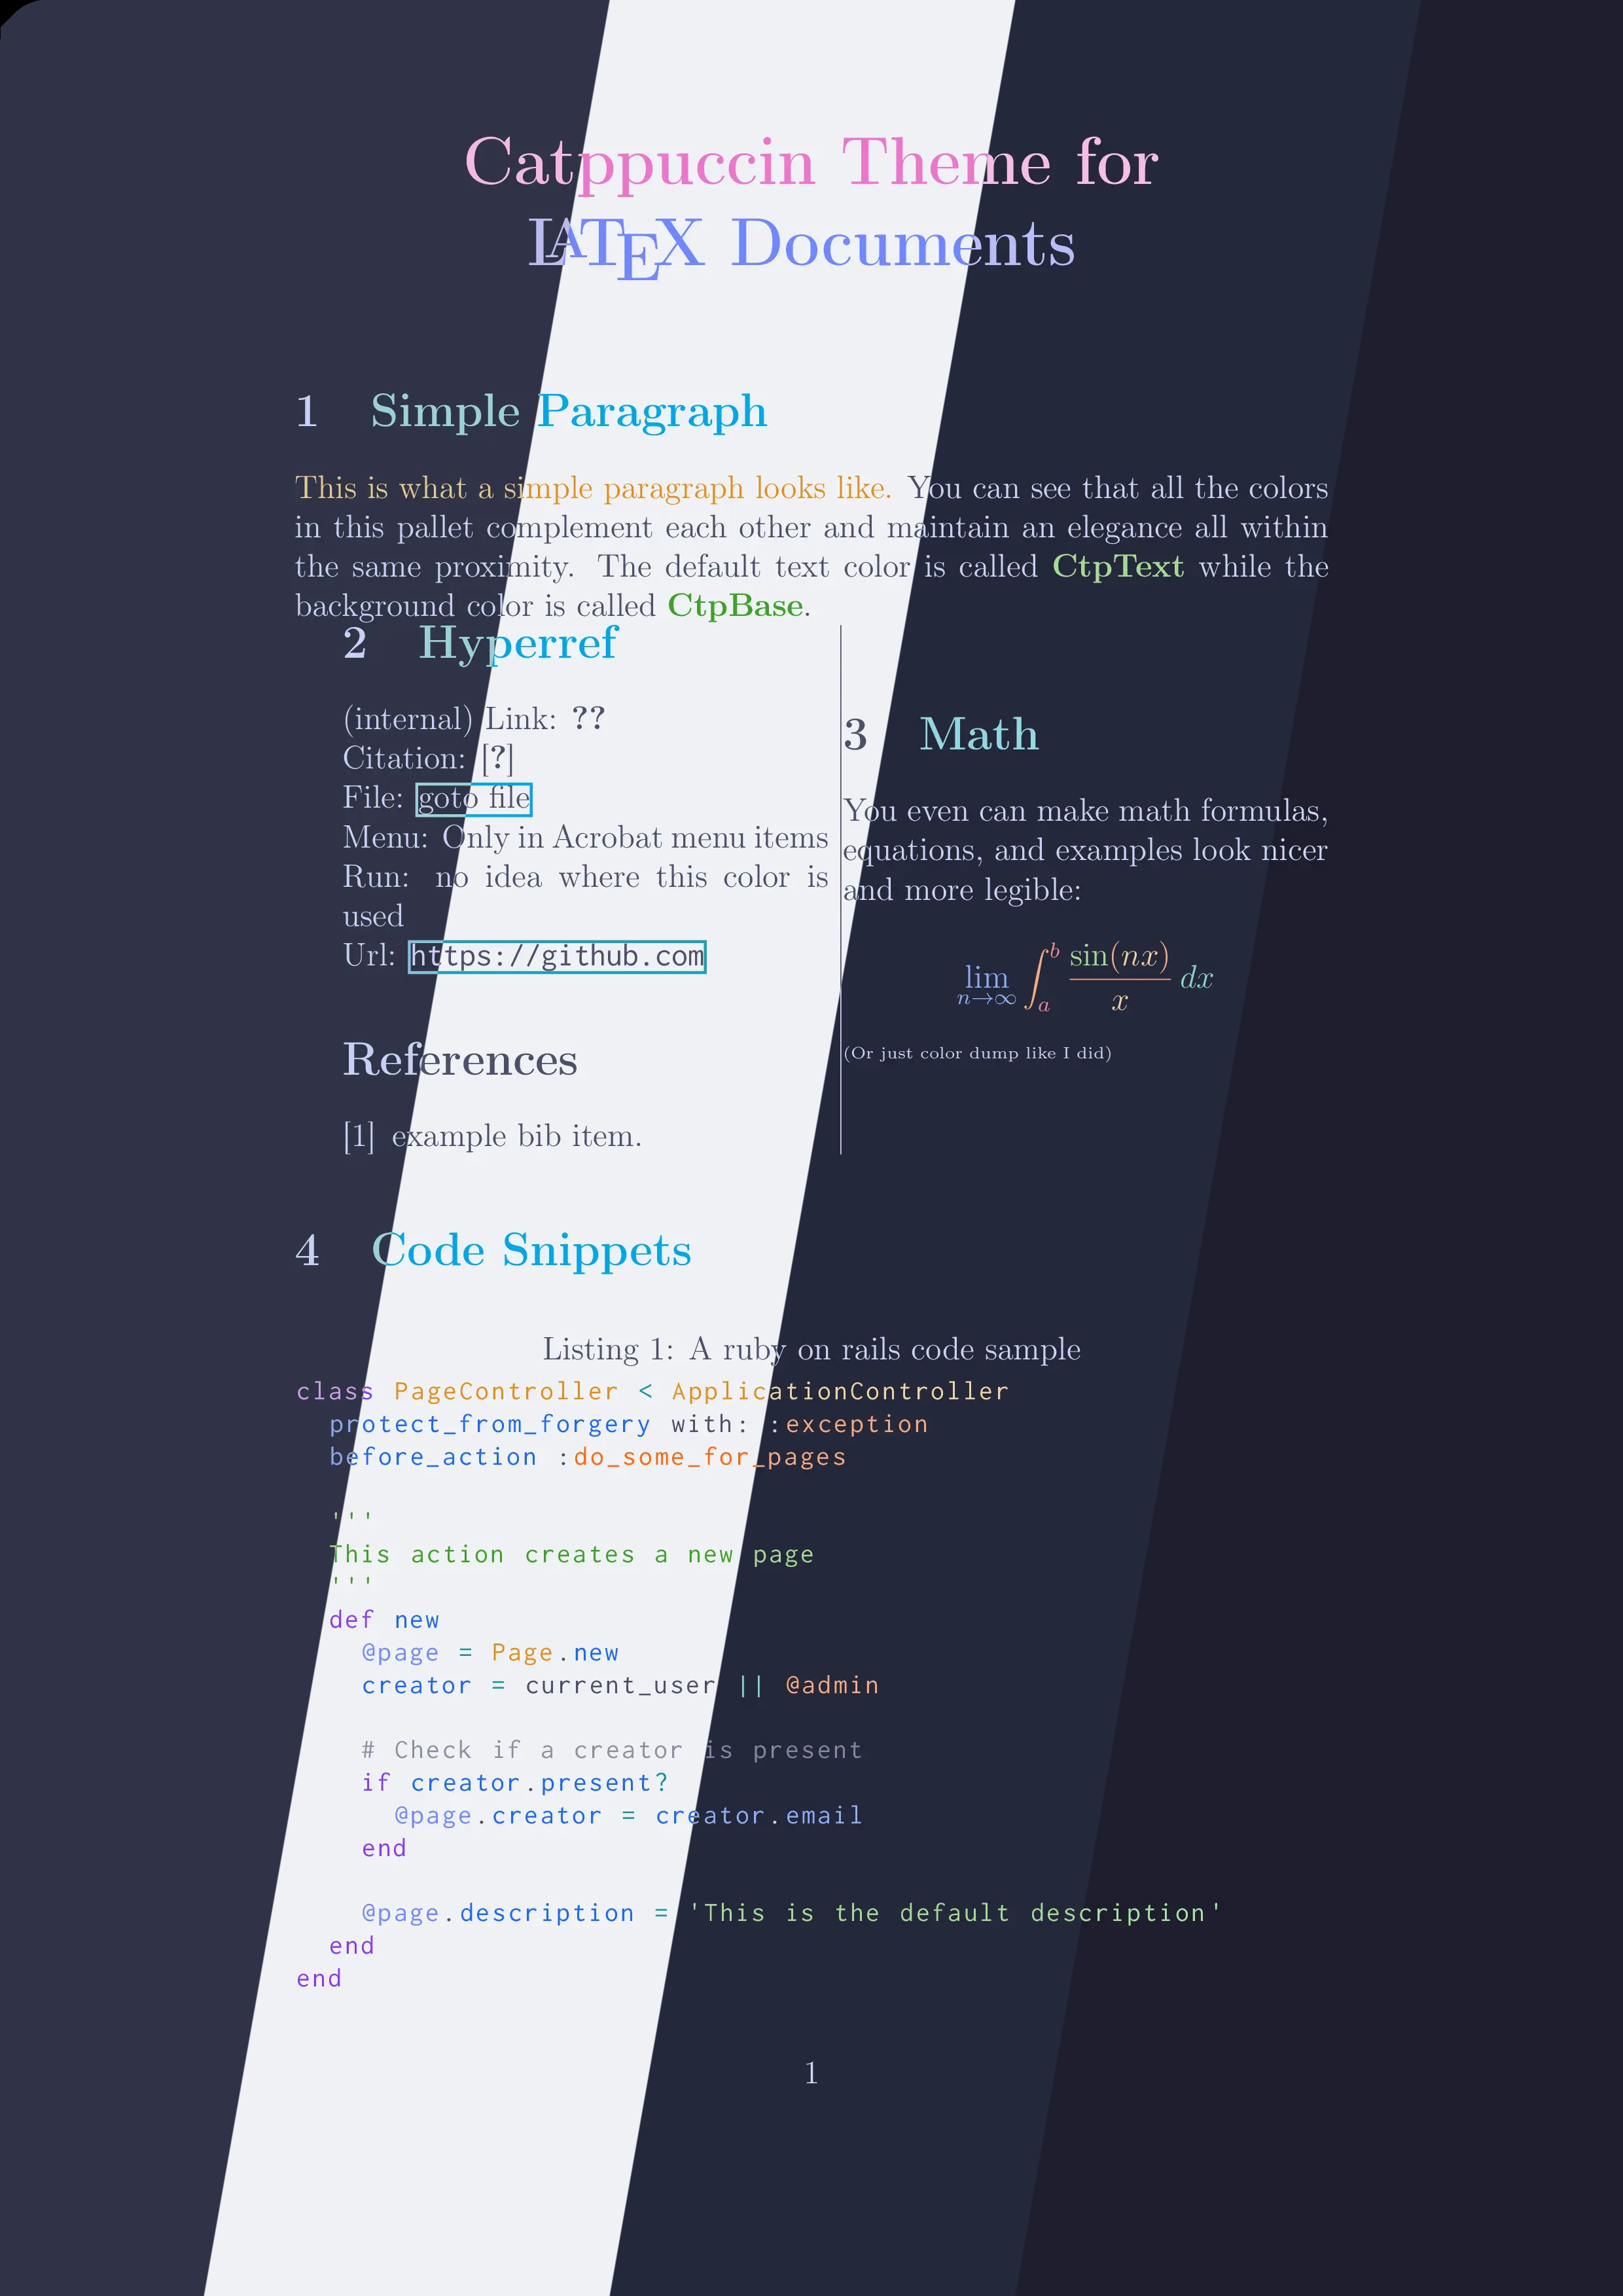 Catppuccin Theme for
LATEX Documents
1 Simple Paragraph
This is what a simple paragraph looks like. You can see that all the colors
in this pallet complement each other and maintain an elegance all within
the same proximity. The default text color is called CtpText while the
background color is called CtpBase.
2 Hyperref
(internal) Link: ??
Citation: [?]
File: goto file
Menu: Only in Acrobat menu items
Run: no idea where this color is
used
Url: https://github.com
References
[1] example bib item.
3 Math
You even can make math formulas,
equations, and examples look nicer
and more legible:
lim n→∞ ∫_a^b sin(nx)/x dx
(Or just color dump like I did)
4 Code Snippets
Listing 1: A ruby on rails code sample
class PageController < ApplicationController
  protect_from_forgery with: :exception
  before_action :do_some_for_pages
  '''
  This action creates a new page
  '''
  def new
    @page = Page.new
    creator = current_user || @admin
    # Check if a creator is present
    if creator.present?
      @page.creator = creator.email
    end
    @page.description = 'This is the default description'
  end
end
1